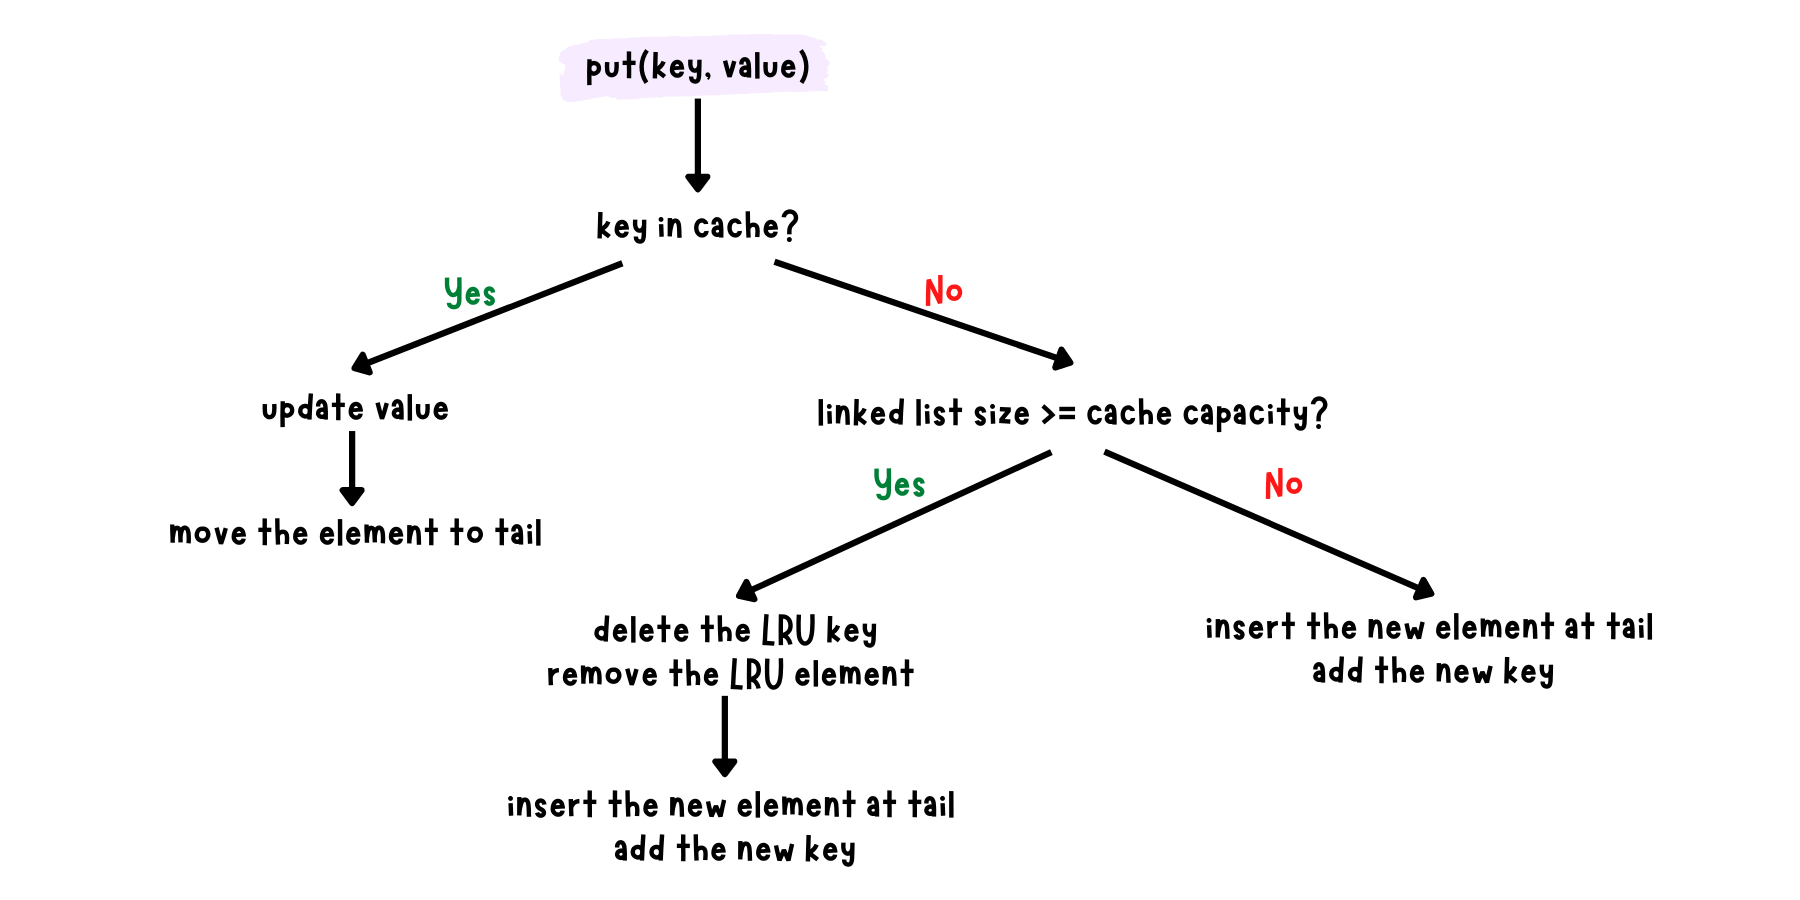 put(key, value)
key in cache?
Yes
No
update value
linked list size >= cache capacity?
move the element to tail
Yes
No
delete the LRU key
remove the LRU element
insert the new element at tail
add the new key
insert the new element at tail
add the new key